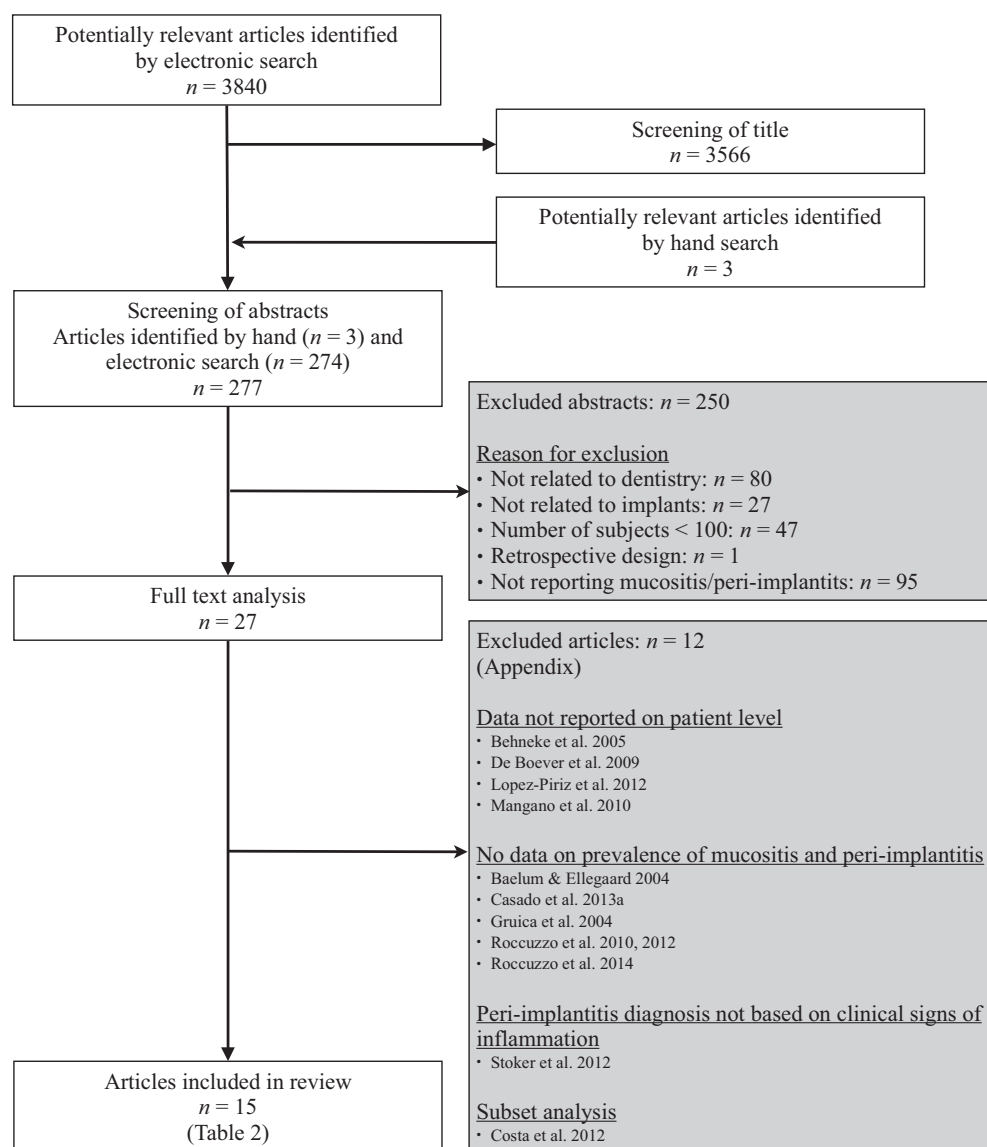 Potentially relevant articles identified
by electronic search
n = 3840
Screening of title
n = 3566
Potentially relevant articles identified
by hand search
n = 3
Screening of abstracts
Articles identified by hand (n = 3) and
electronic search (n = 274)
n = 277
Excluded abstracts: n = 250
Reason for exclusion
• Not related to dentistry: n = 80
• Not related to implants: n = 27
• Number of subjects < 100: n = 47
• Retrospective design: n = 1
• Not reporting mucositis/peri-implantits: n = 95
Full text analysis
n = 27
Excluded articles: n = 12
(Appendix)
Data not reported on patient level
• Behneke et al. 2005
• De Boever et al. 2009
• Lopez-Piriz et al. 2012
• Mangano et al. 2010
No data on prevalence of mucositis and peri-implantitis
• Baelum & Ellegaard 2004
• Casado et al. 2013a
• Gruica et al. 2004
• Roccuzzo et al. 2010, 2012
• Roccuzzo et al. 2014
Peri-implantitis diagnosis not based on clinical signs of
inflammation
• Stoker et al. 2012
Subset analysis
• Costa et al. 2012
Articles included in review
n = 15
(Table 2)